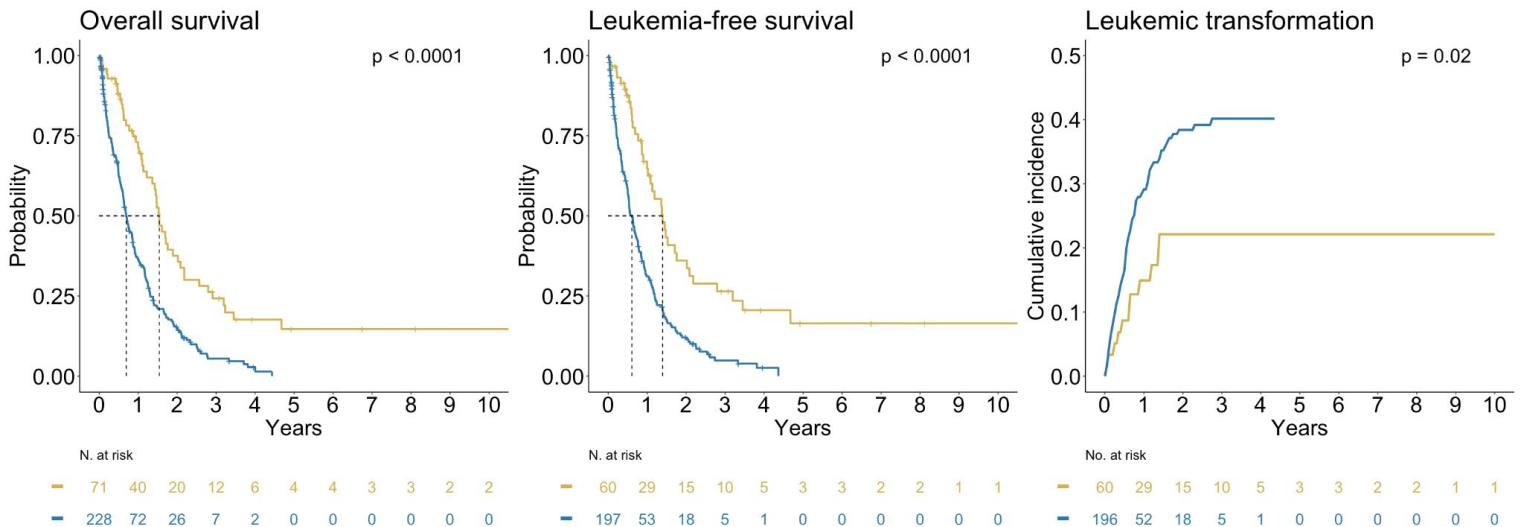 Overall survival
p < 0.0001
Probability
1.00
0.75
0.50
0.25
0.00
0 1 2 3 4 5 6 7 8 9 10
Years
N. at risk
71 40 20 12 6 4 4 3 3 2 2
228 72 26 7 2 0 0 0 0 0 0
Leukemia-free survival
p < 0.0001
Probability
1.00
0.75
0.50
0.25
0.00
0 1 2 3 4 5 6 7 8 9 10
Years
N. at risk
60 29 15 10 5 3 3 2 2 1 1
197 53 18 5 1 0 0 0 0 0 0
Leukemic transformation
p = 0.02
Cumulative incidence
0.5
0.4
0.3
0.2
0.1
0.0
0 1 2 3 4 5 6 7 8 9 10
Years
No. at risk
60 29 15 10 5 3 3 2 2 1 1
196 52 18 5 1 0 0 0 0 0 0